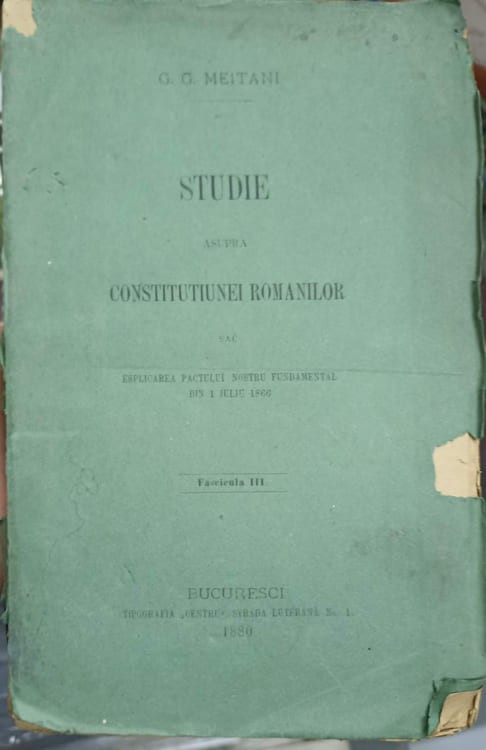 G. G. MEITANI
STUDIE
ASUPRA
CONSTITUTIUNEI ROMANILOR
SAU
ESPLICAREA PACTULUI NOSTRU FUNDAMENTAL
DIN 1 IULIU 1866
Fascicula III.
BUCURESCI
TIPOGRAFIA „CENTRU“, STRADA LUTERANĂ No. 1.
1880